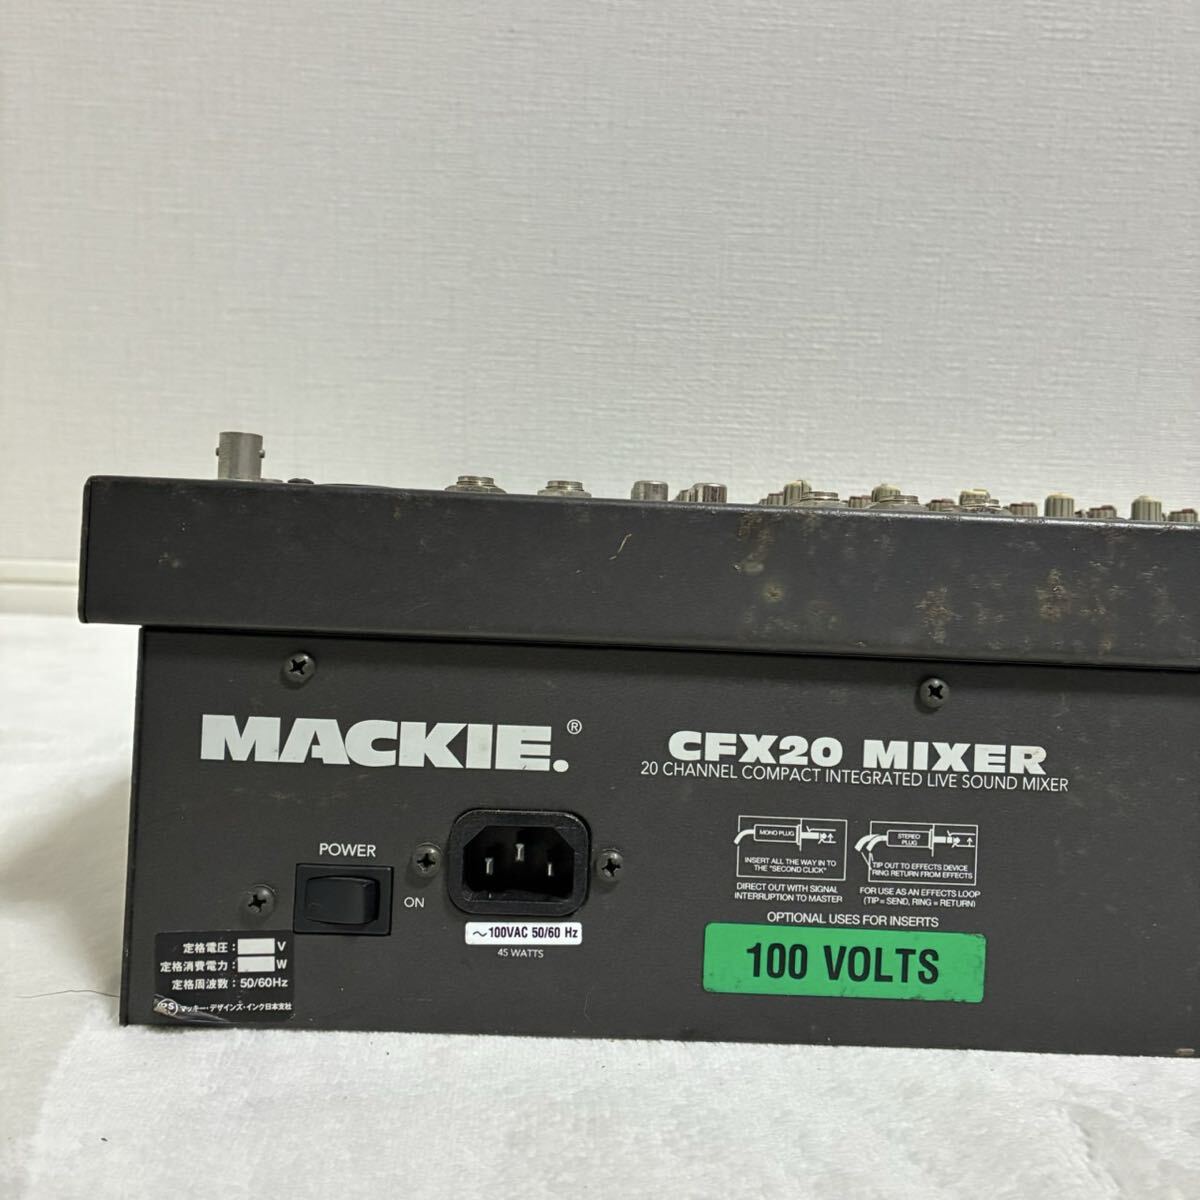 MACKIE.®
CFX20 MIXER
20 CHANNEL COMPACT INTEGRATED LIVE SOUND MIXER
POWER
ON
~100VAC 50/60 Hz
45 WATTS
MONO PLUG
INSERT ALL THE WAY IN TO
THE "SECOND CLICK"
DIRECT OUT WITH SIGNAL
INTERRUPTION TO MASTER
STEREO
PLUG
TIP OUT TO EFFECTS DEVICE
RING RETURN FROM EFFECTS
FOR USE AS AN EFFECTS LOOP
(TIP = SEND, RING = RETURN)
OPTIONAL USES FOR INSERTS
100 VOLTS
定格電圧: V
定格消費電力: W
定格周波数: 50/60Hz
マッキー・デザインズ・インク日本支社